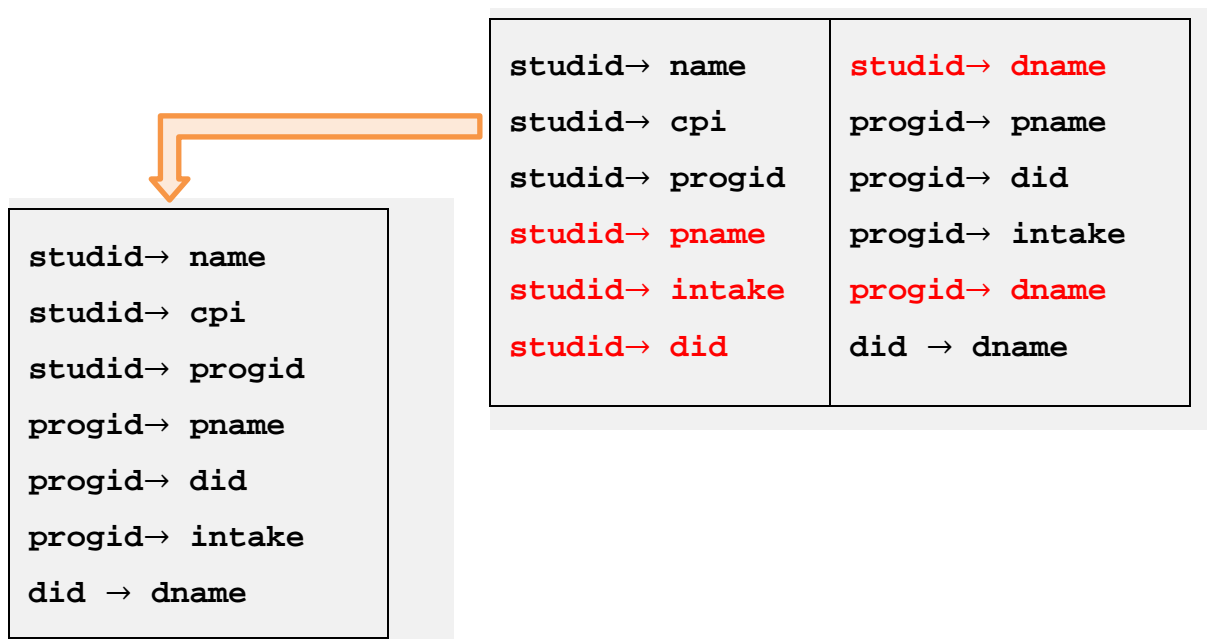 studid→ name
studid→ cpi
studid→ progid
studid→ pname
studid→ intake
studid→ did
studid→ dname
progid→ pname
progid→ did
progid→ intake
progid→ dname
did → dname
studid→ name
studid→ cpi
studid→ progid
progid→ pname
progid→ did
progid→ intake
did → dname